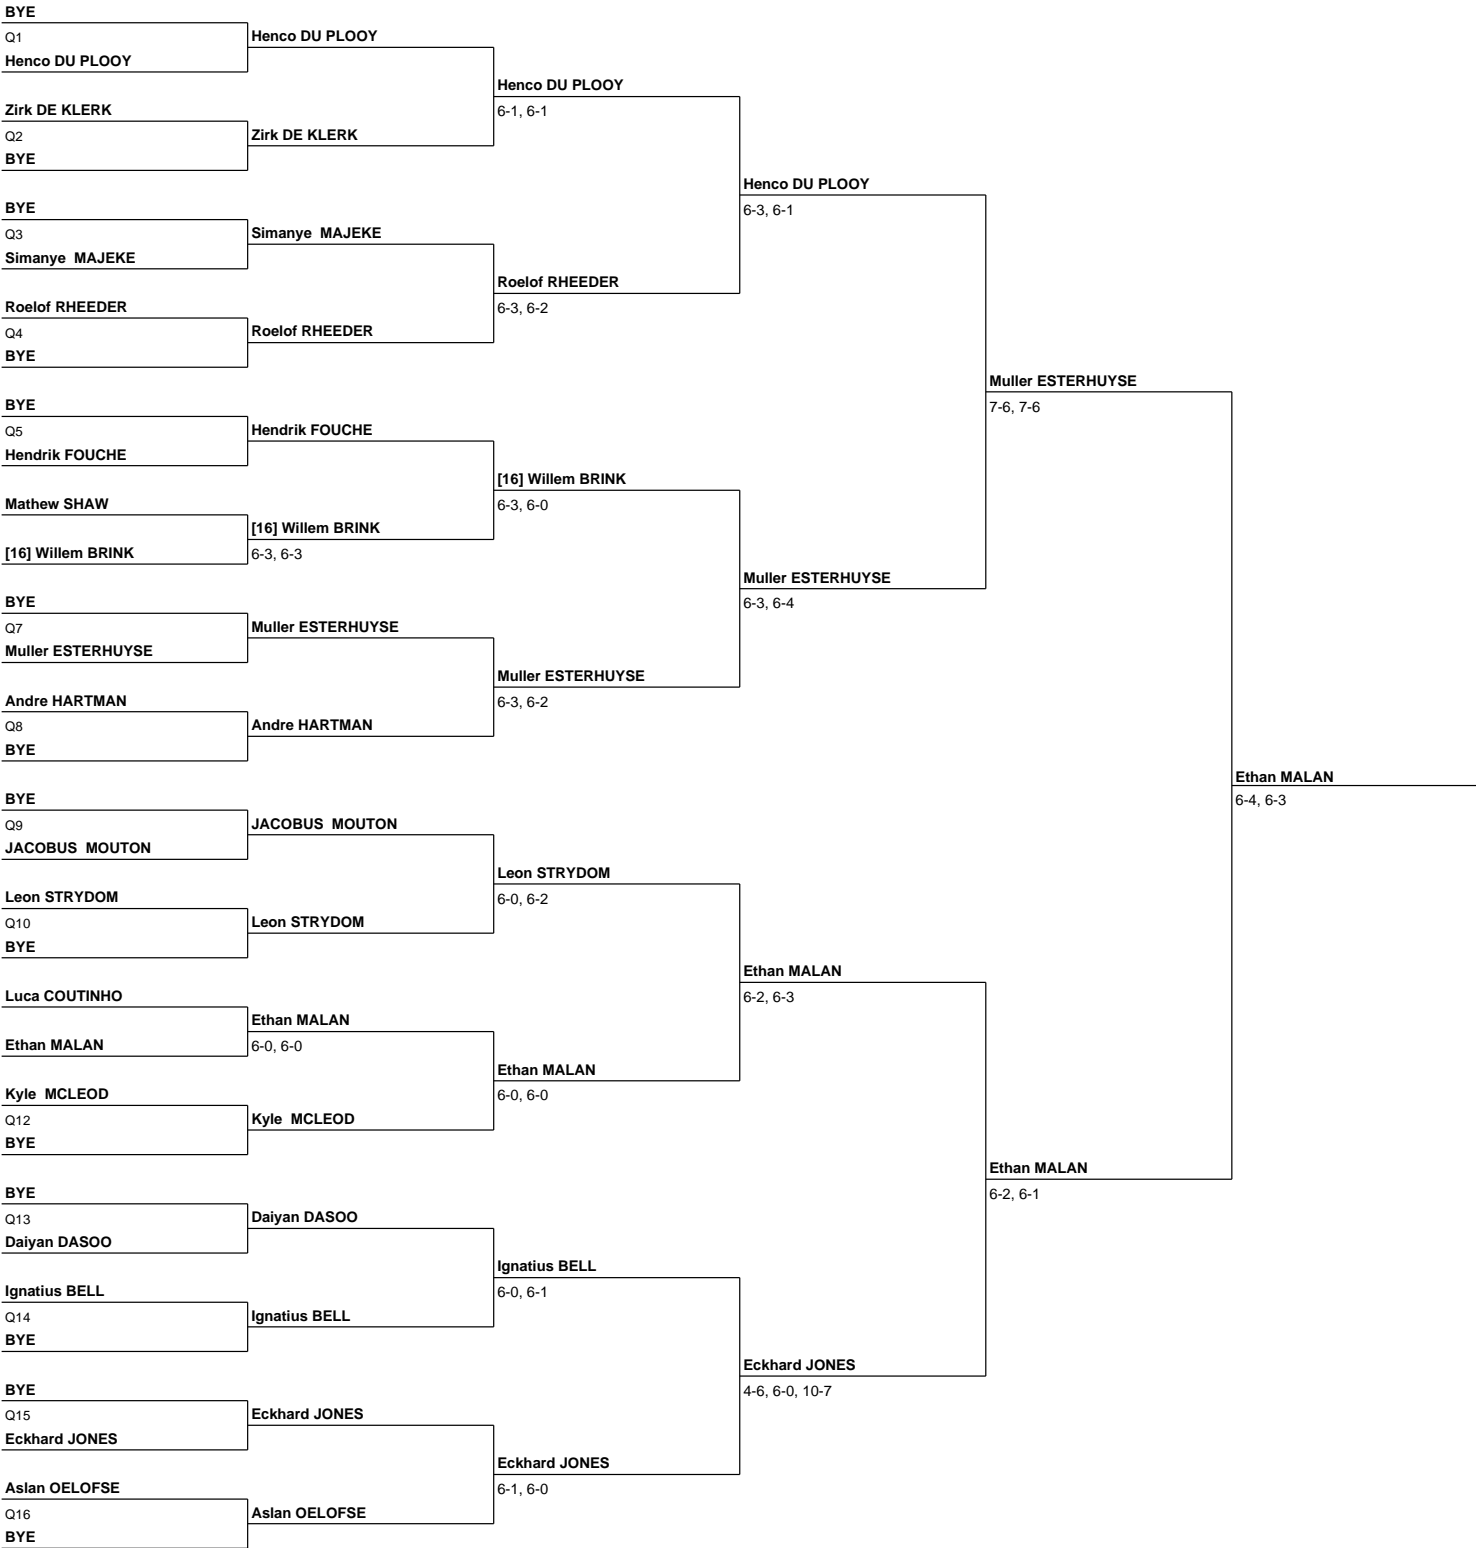 BYE
Q1
Henco DU PLOOY
Henco DU PLOOY
Henco DU PLOOY
6-1, 6-1
Zirk DE KLERK
Q2
Zirk DE KLERK
BYE
Henco DU PLOOY
6-3, 6-1
BYE
Q3
Simanye  MAJEKE
Simanye  MAJEKE
Roelof RHEEDER
6-3, 6-2
Roelof RHEEDER
Q4
Roelof RHEEDER
BYE
Muller ESTERHUYSE
7-6, 7-6
BYE
Q5
Hendrik FOUCHE
Hendrik FOUCHE
[16] Willem BRINK
6-3, 6-0
Mathew SHAW
[16] Willem BRINK
[16] Willem BRINK
6-3, 6-3
Muller ESTERHUYSE
6-3, 6-4
BYE
Q7
Muller ESTERHUYSE
Muller ESTERHUYSE
Muller ESTERHUYSE
6-3, 6-2
Andre HARTMAN
Q8
Andre HARTMAN
BYE
Ethan MALAN
6-4, 6-3
BYE
Q9
JACOBUS  MOUTON
JACOBUS  MOUTON
Leon STRYDOM
6-0, 6-2
Leon STRYDOM
Q10
Leon STRYDOM
BYE
Ethan MALAN
6-2, 6-3
Luca COUTINHO
Ethan MALAN
Ethan MALAN
6-0, 6-0
Ethan MALAN
6-0, 6-0
Kyle  MCLEOD
Q12
Kyle  MCLEOD
BYE
Ethan MALAN
6-2, 6-1
BYE
Q13
Daiyan DASOO
Daiyan DASOO
Ignatius BELL
6-0, 6-1
Ignatius BELL
Q14
Ignatius BELL
BYE
Eckhard JONES
4-6, 6-0, 10-7
BYE
Q15
Eckhard JONES
Eckhard JONES
Eckhard JONES
6-1, 6-0
Aslan OELOFSE
Q16
Aslan OELOFSE
BYE